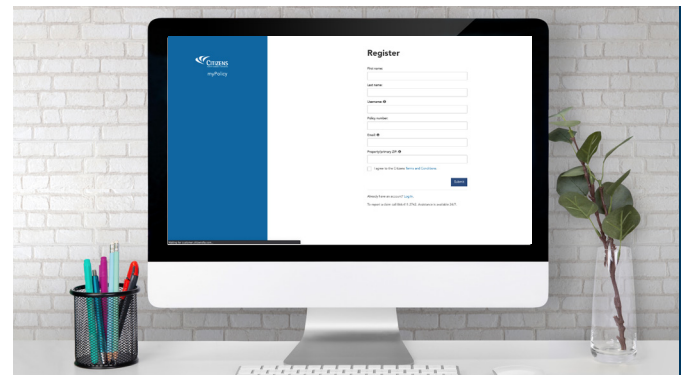 CITIZENS
myPolicy
Register
First name
Last name
Username
Policy number
Email
Property/primary ZIP
I agree to the Citizens Terms and Conditions
Submit
Already have an account? Log in.